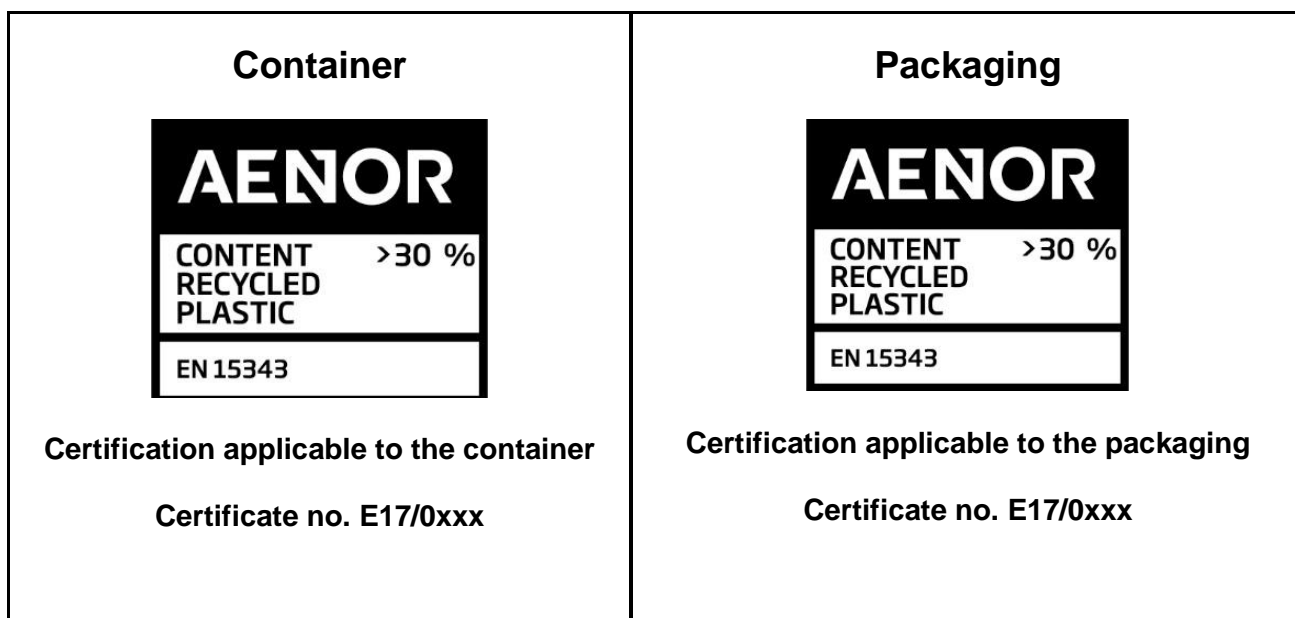 Container
AENOR
CONTENT >30 %
RECYCLED
PLASTIC
EN 15343
Certification applicable to the container
Certificate no. E17/0xxx
Packaging
AENOR
CONTENT >30 %
RECYCLED
PLASTIC
EN 15343
Certification applicable to the packaging
Certificate no. E17/0xxx